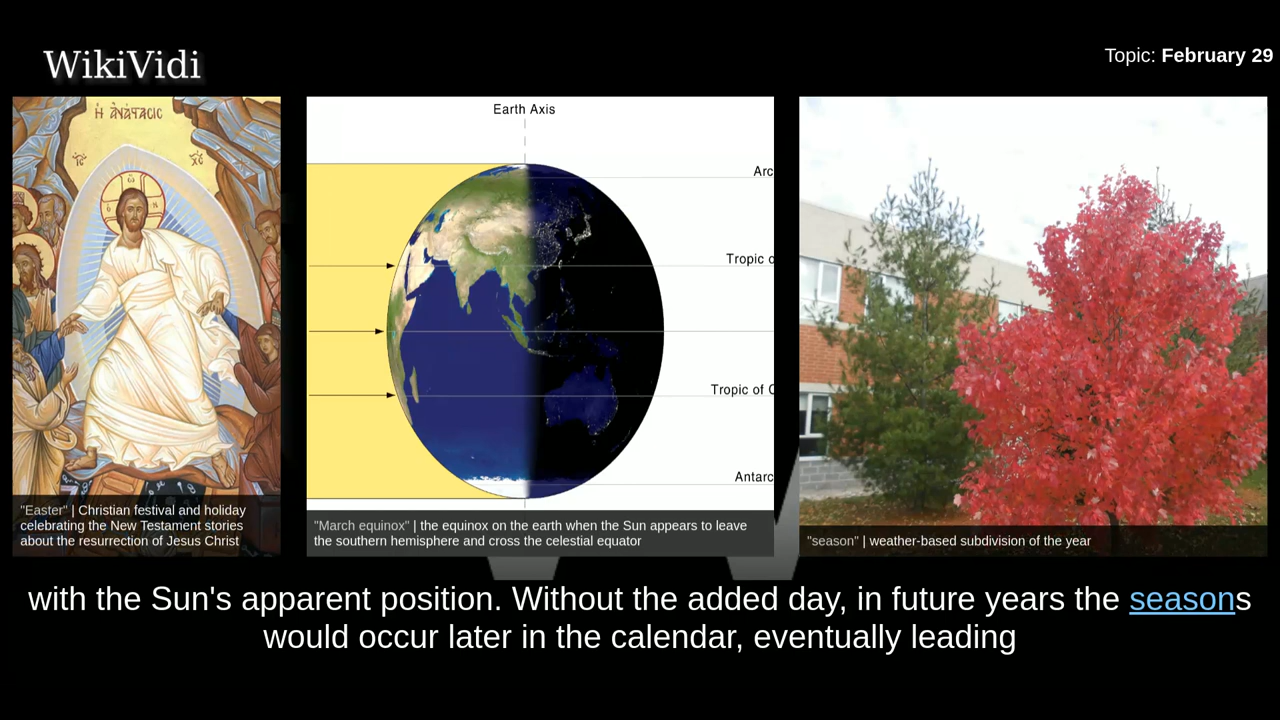 WikiVidi
Topic: February 29
Η ἈΝΆΓΑCIC
Earth Axis
Arc
Tropic o
Tropic of C
Antarc
"Easter" | Christian festival and holiday
celebrating the New Testament stories
about the resurrection of Jesus Christ
"March equinox" | the equinox on the earth when the Sun appears to leave
the southern hemisphere and cross the celestial equator
"season" | weather-based subdivision of the year
with the Sun's apparent position. Without the added day, in future years the seasons
would occur later in the calendar, eventually leading